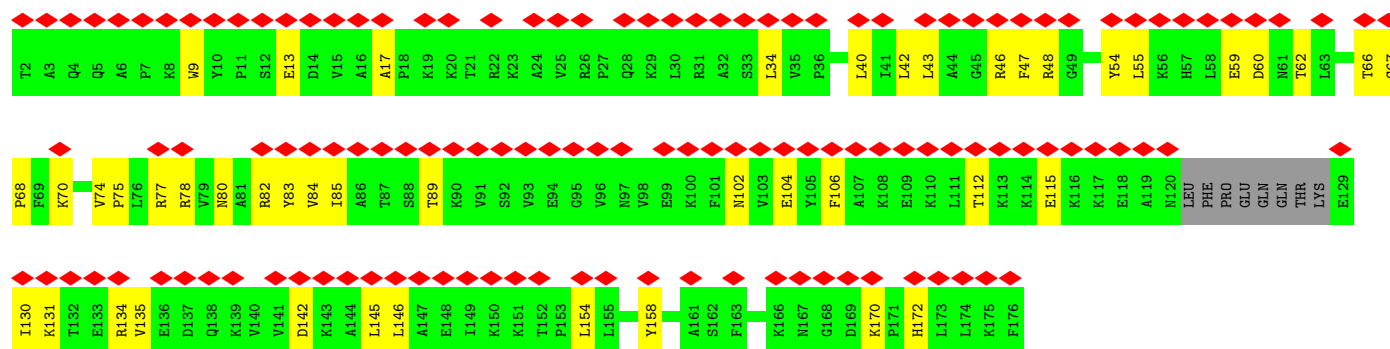 T2 A3 Q4 Q5 A6 P7 K8 W9 Y10 P11 S12 E13 D14 V15 A16 A17 P18 K19 K20 T21 R22 K23 A24 V25 R26 P27 Q28 K29 L30 R31 A32 S33 L34 V35 P36 L40 I41 L42 L43 A44 G45 R46 F47 R48 G49 Y54 L55 K56 H57 L58 E59 D60 N61 T62 L63 T66
P68 F69 K70 V74 P75 L76 R77 R78 V79 N80 A81 R82 Y83 V84 I85 A86 T87 S88 T89 K90 V91 S92 V93 E94 G95 V96 N97 V98 E99 K100 F101 N102 V103 E104 Y105 F106 A107 K108 E109 K110 L111 T112 K113 K114 E115 K116 K117 E118 A119 N120 LEU PHE PRO GLU GLN GLN THR LYS E129
I130 K131 T132 E133 R134 V135 E136 D137 Q138 K139 V140 V141 D142 K143 A144 L145 L146 A147 E148 I149 K150 K151 T152 P153 L154 L155 Y158 A161 S162 F163 K166 N167 G168 D169 K170 P171 H172 L173 L174 K175 F176